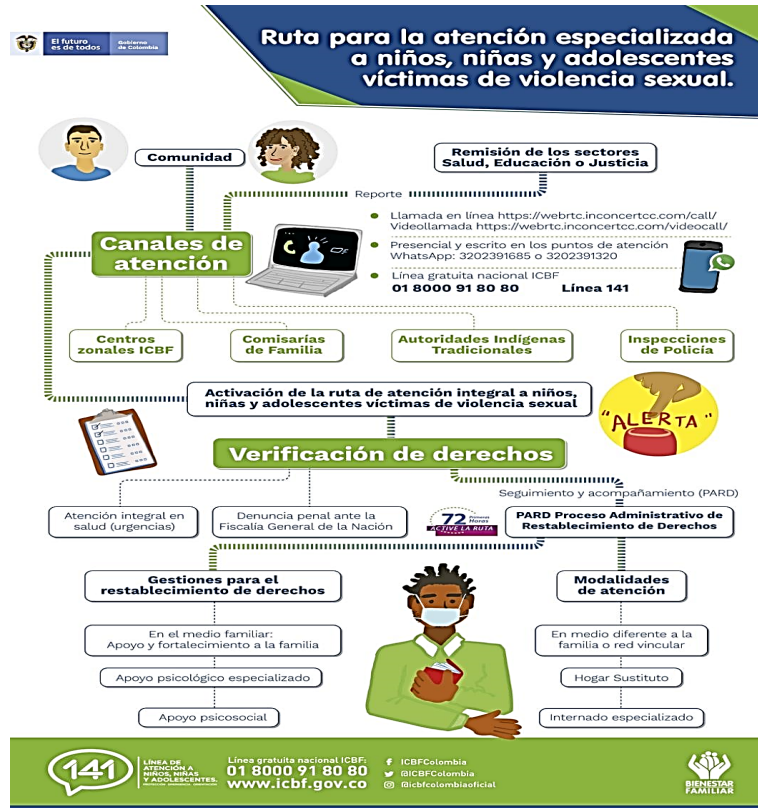 El futuro
es de todos
Gobierno
de Colombia
Ruta para la atención especializada
a niños, niñas y adolescentes
víctimas de violencia sexual.
Comunidad
Remisión de los sectores
Salud, Educación o Justicia
Reporte
Llamada en línea https://webrtc.inconcertcc.com/call/
Videollamada https://webrtc.inconcertcc.com/videocall/
Canales de
atención
Presencial y escrito en los puntos de atención
WhatsApp: 3202391685 o 3202391320
Línea gratuita nacional ICBF
01 8000 91 80 80 Línea 141
Centros
zonales ICBF
Comisarías
de Familia
Autoridades Indígenas
Tradicionales
Inspecciones
de Policía
Activación de la ruta de atención integral a niños,
niñas y adolescentes víctimas de violencia sexual
"ALERTA"
Verificación de derechos
Seguimiento y acompañamiento (PARD)
Atención integral en
salud (urgencias)
Denuncia penal ante la
Fiscalía General de la Nación
72 Primeras
Horas
ACTIVE LA RUTA
PARD Proceso Administrativo de
Restablecimiento de Derechos
Gestiones para el
restablecimiento de derechos
Modalidades
de atención
En el medio familiar:
Apoyo y fortalecimiento a la familia
En medio diferente a la
familia o red vincular
Apoyo psicológico especializado
Hogar Sustituto
Apoyo psicosocial
Internado especializado
141
LÍNEA DE
ATENCIÓN A
NIÑOS, NIÑAS
Y ADOLESCENTES.
Línea gratuita nacional ICBF:
01 8000 91 80 80
www.icbf.gov.co
ICBFColombia
@ICBFColombia
@icbfcolombiaoficial
BIENESTAR
FAMILIAR